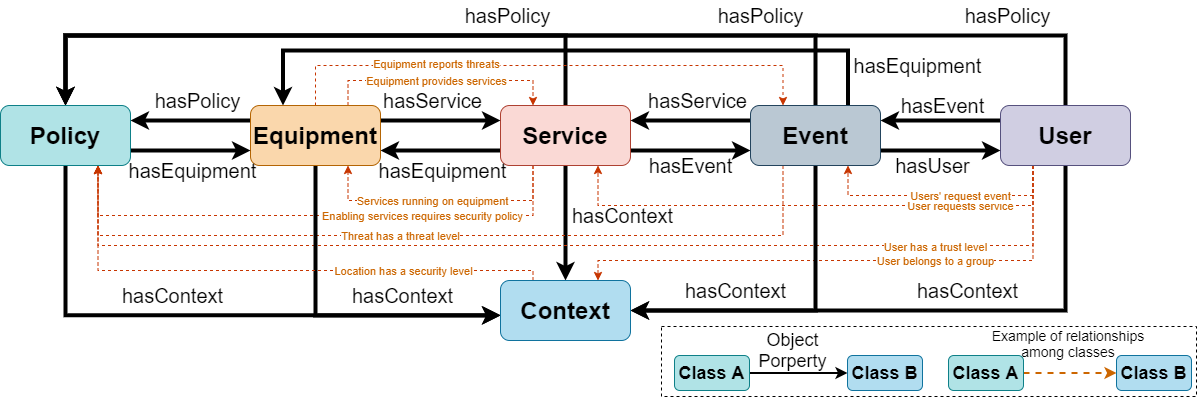 hasPolicy
hasPolicy
hasPolicy
Equipment reports threats
hasEquipment
Equipment provides services
hasPolicy
hasService
hasService
hasEvent
Policy
Equipment
Service
Event
User
hasEquipment
hasEquipment
hasEvent
hasUser
Services running on equipment
Users' request event
User requests service
Enabling services requires security policy
hasContext
Threat has a threat level
User has a trust level
User belongs to a group
Location has a security level
hasContext
hasContext
hasContext
hasContext
Context
Object
Porperty
Example of relationships
among classes
Class A
Class B
Class A
Class B